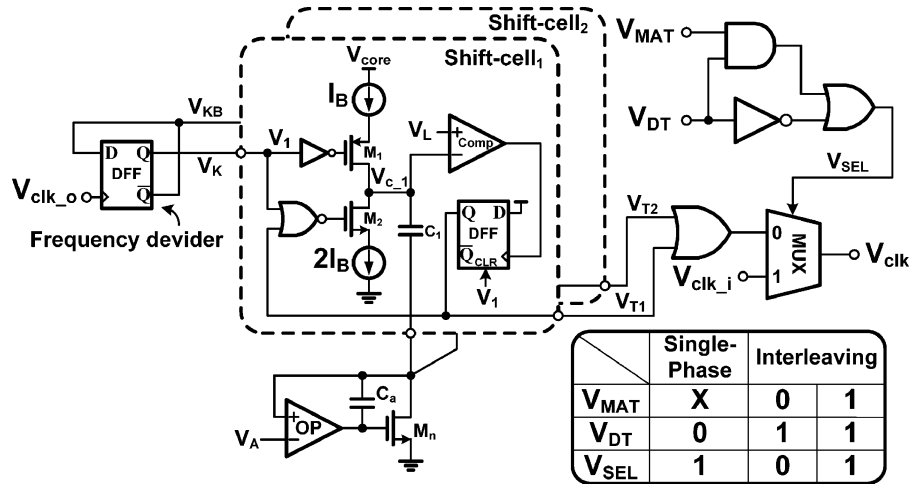 Shift-cell2
Shift-cell1
Vcore
IB
M1
VL
Comp
VKB
V1
VK
Vc_1
D Q
DFF
Q
Vclk_o
Frequency devider
M2
2IB
C1
Q D
DFF
QCLR
V1
VMAT
VDT
VSEL
VT2
VT1
0
MUX
1
Vclk_i
Vclk
Ca
OP
VA
Mn
Single-Phase Interleaving
VMAT X 0 1
VDT 0 1 1
VSEL 1 0 1